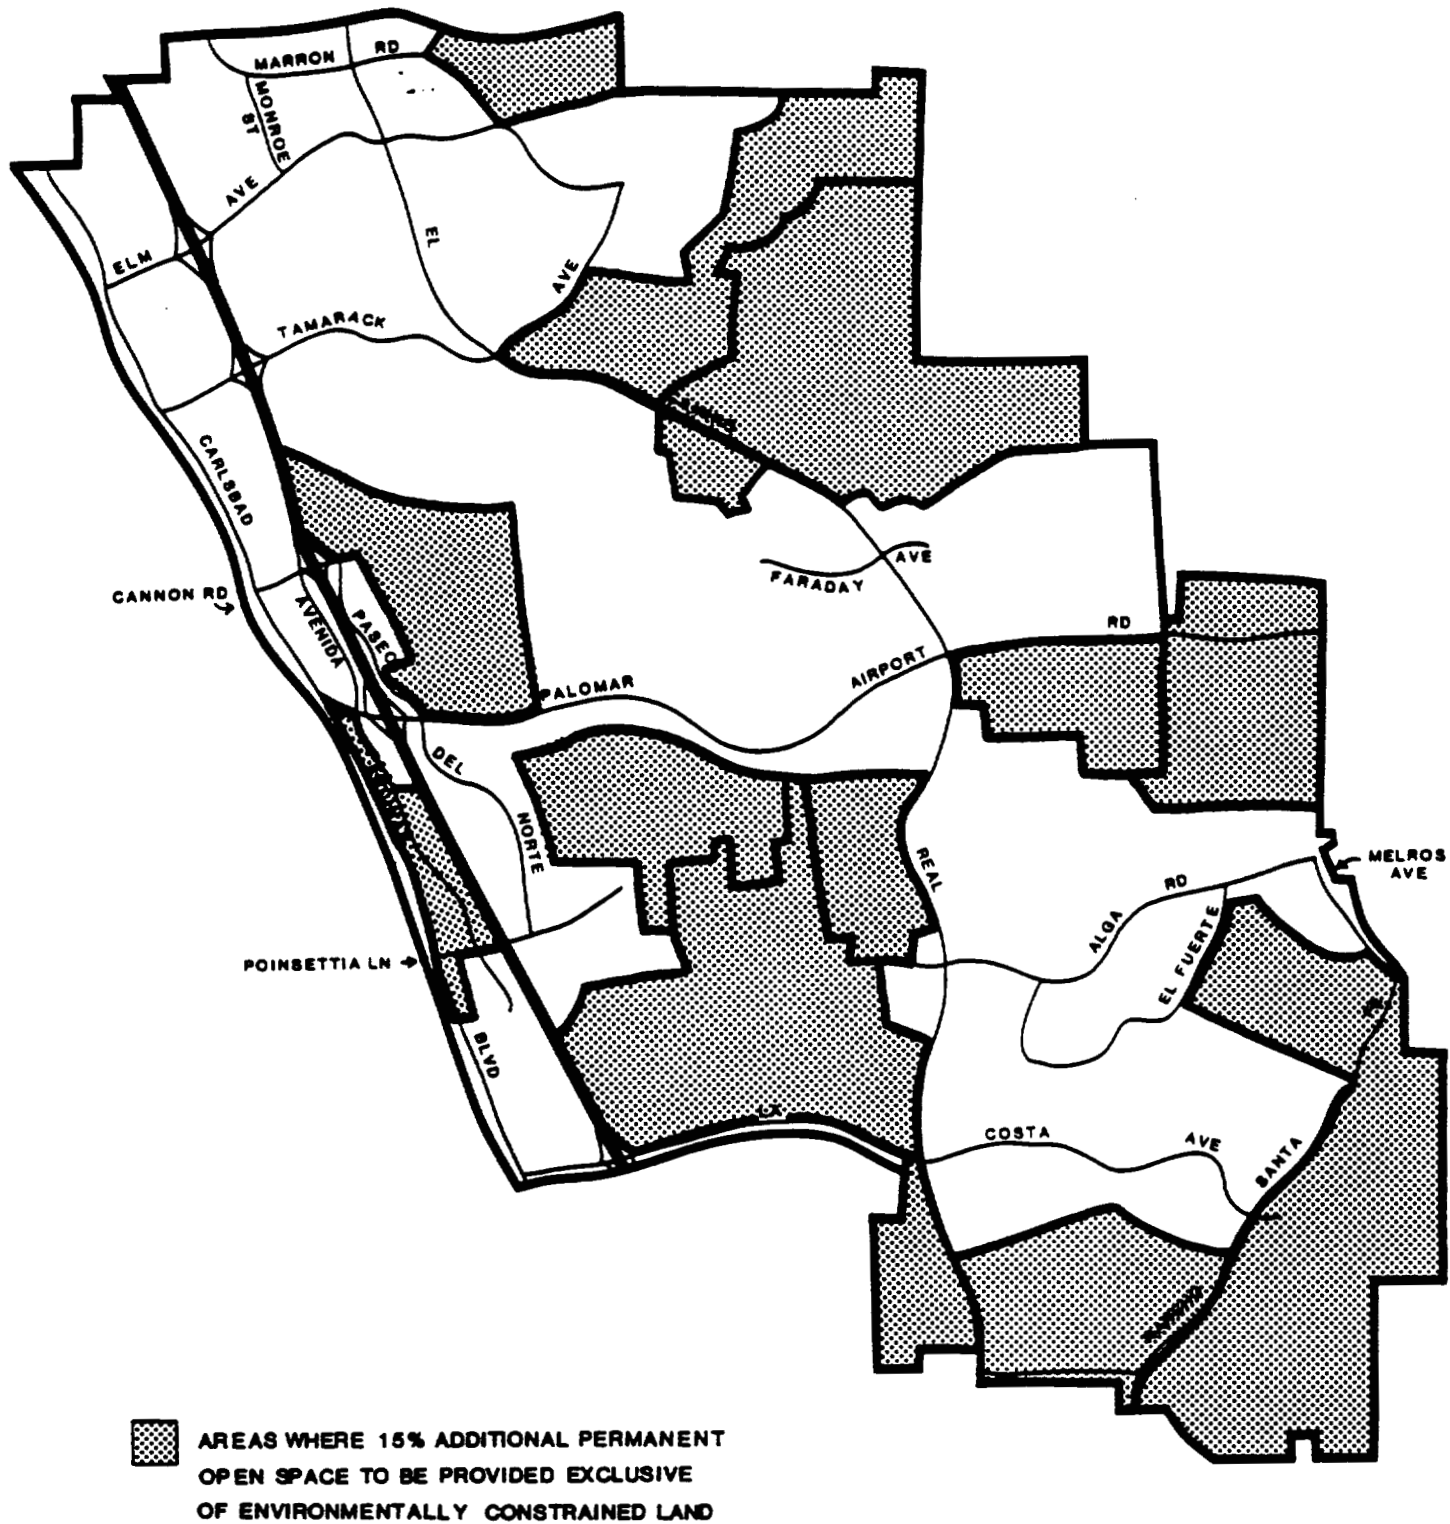 MARRON RD
MONROE
ST
AVE
EL
ELM
AVE
TAMARACK
CARLSBAD
CANNON RD
AVENIDA
PASEO
FARADAY
AVE
RD
AIRPORT
PALOMAR
DEL
NORTE
REAL
MELROS
AVE
RD
ALGA
EL FUERTE
POINSETTIA LN
BLVD
LA
COSTA
AVE
SANTA
AREAS WHERE 15% ADDITIONAL PERMANENT
OPEN SPACE TO BE PROVIDED EXCLUSIVE
OF ENVIRONMENTALLY CONSTRAINED LAND